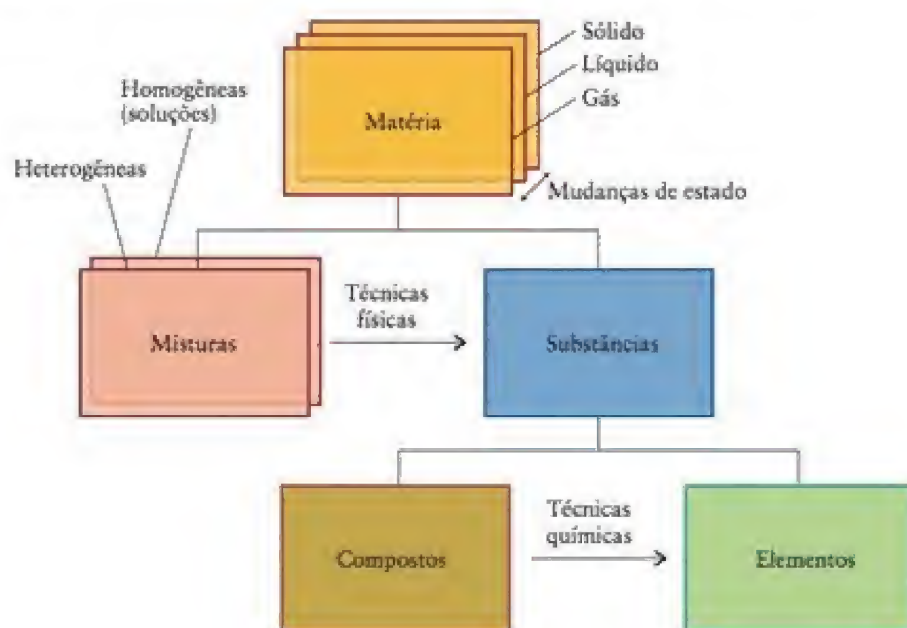 Sólido
Líquido
Gás
Matéria
Mudanças de estado
Homogêneas
(soluções)
Heterogêneas
Misturas
Técnicas
físicas
Substâncias
Compostos
Técnicas
químicas
Elementos